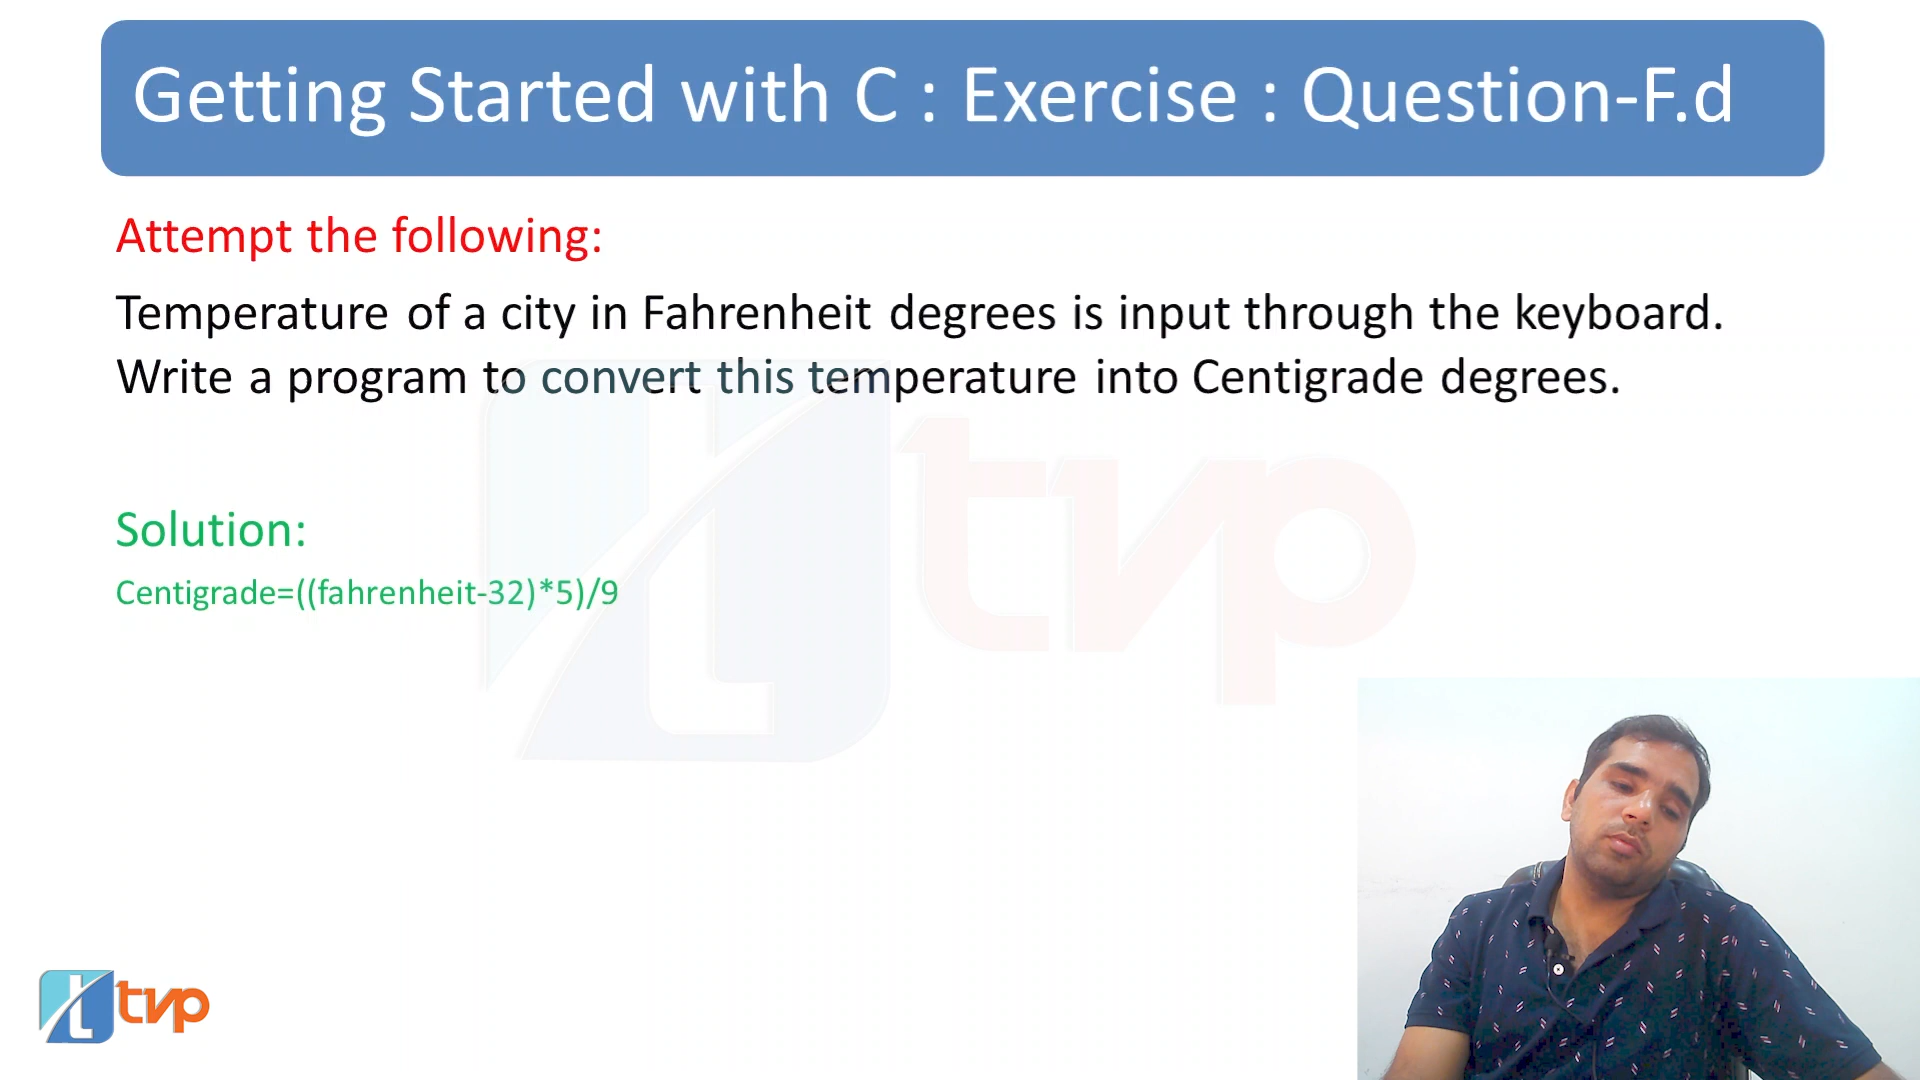 Getting Started with C : Exercise : Question-F.d
Attempt the following:
Temperature of a city in Fahrenheit degrees is input through the keyboard.
Write a program to convert this temperature into Centigrade degrees.
Solution:
Centigrade=((fahrenheit-32)*5)/9
tvp
tvp